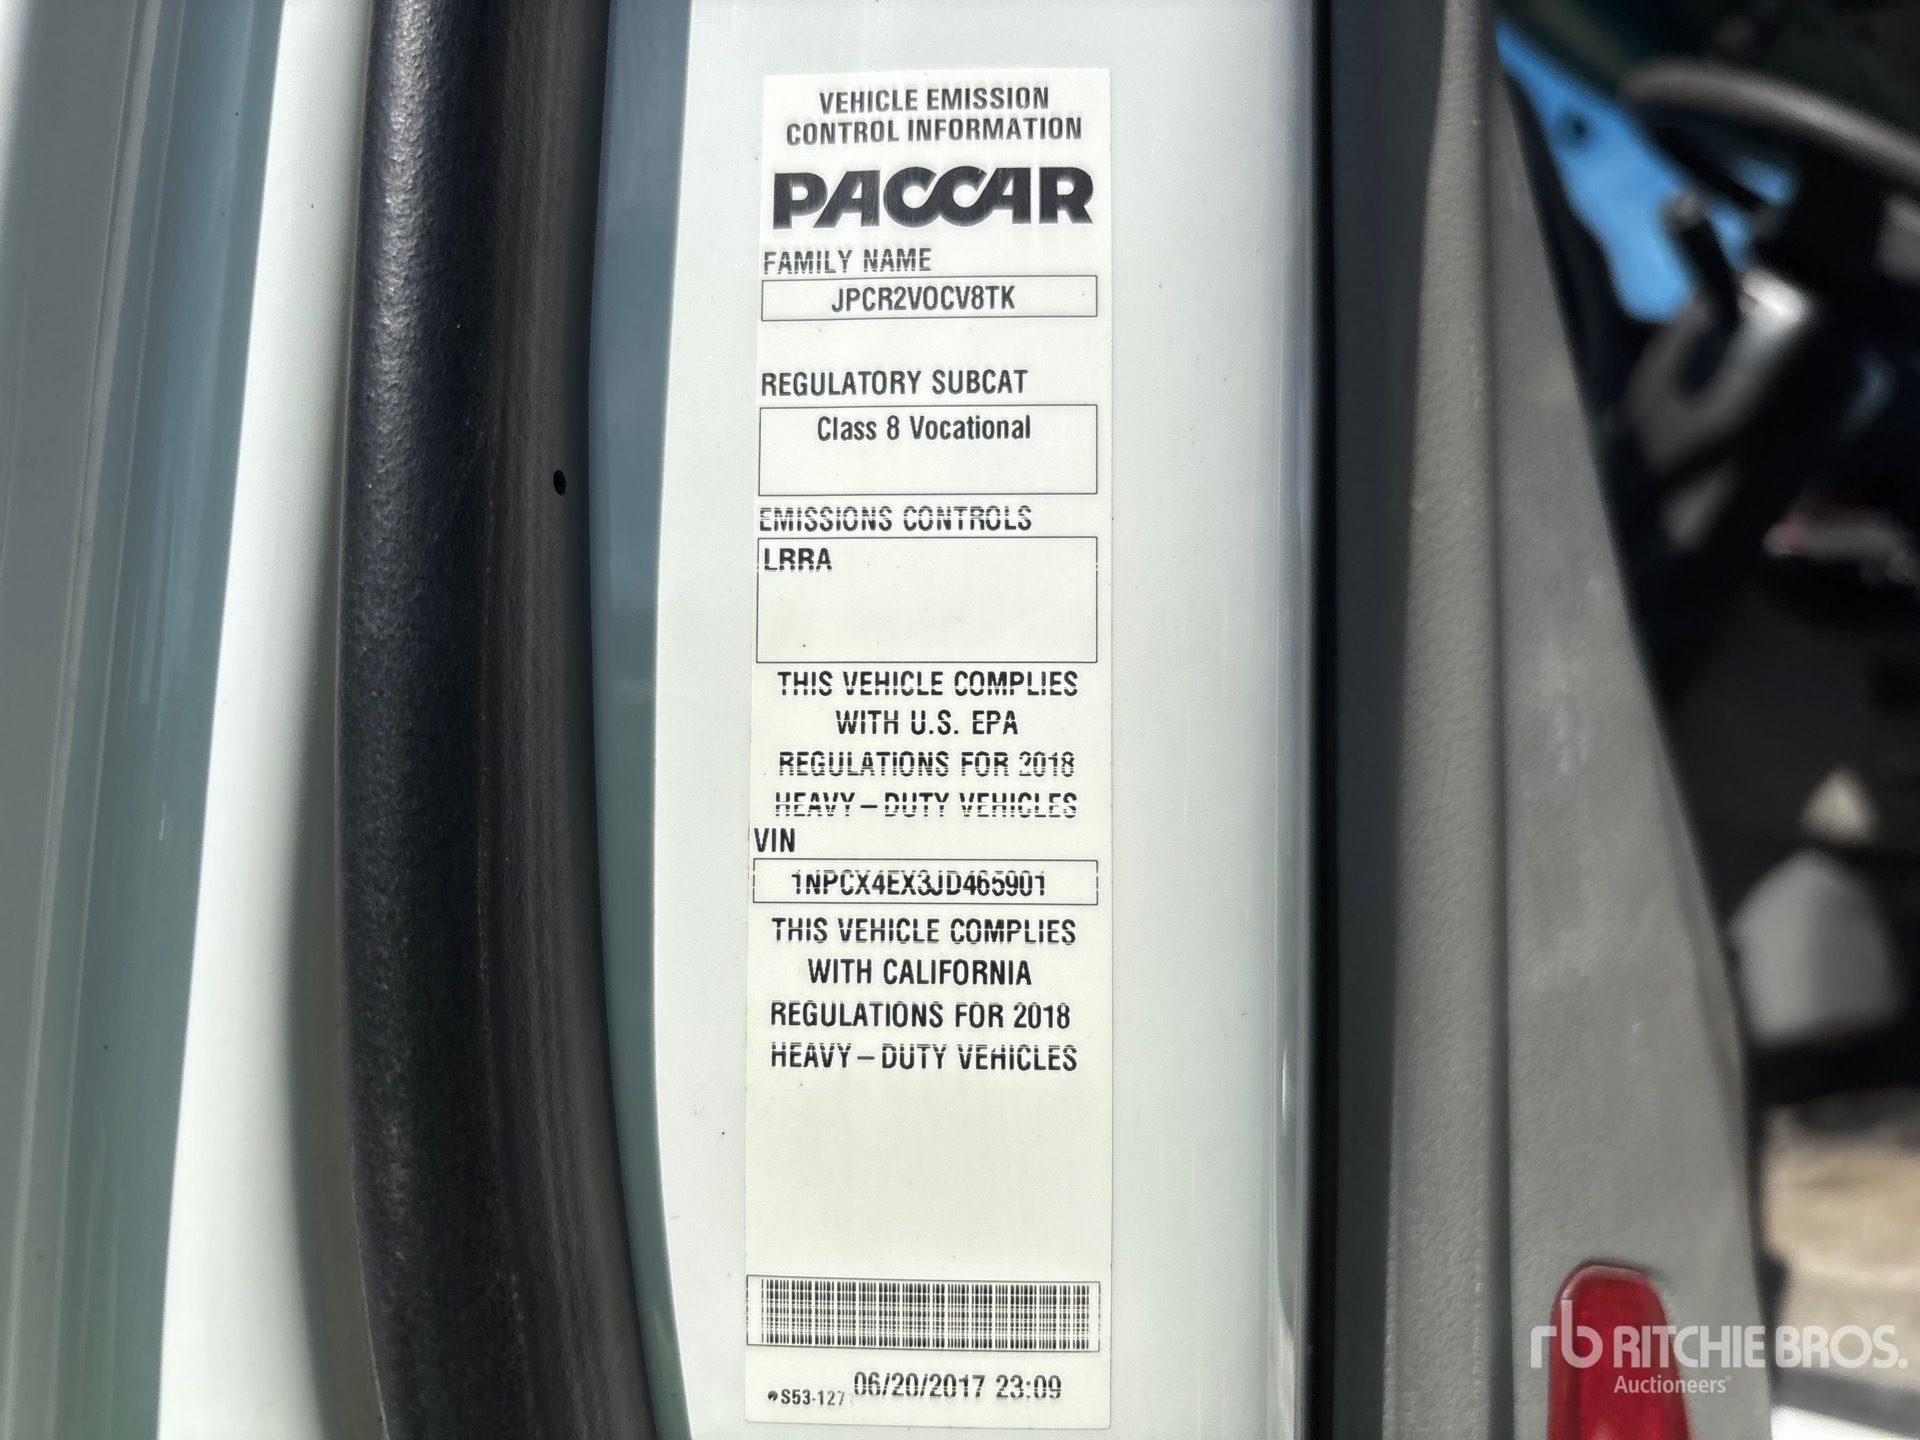 VEHICLE EMISSION
CONTROL INFORMATION
PACCAR
FAMILY NAME
JPCR2VOCV8TK
REGULATORY SUBCAT
Class 8 Vocational
EMISSIONS CONTROLS
LRRA
THIS VEHICLE COMPLIES
WITH U.S. EPA
REGULATIONS FOR 2018
HEAVY-DUTY VEHICLES
VIN
1NPCX4EX3JD465901
THIS VEHICLE COMPLIES
WITH CALIFORNIA
REGULATIONS FOR 2018
HEAVY-DUTY VEHICLES
S53-127 06/20/2017 23:09
rb RITCHIE BROS.
Auctioneers